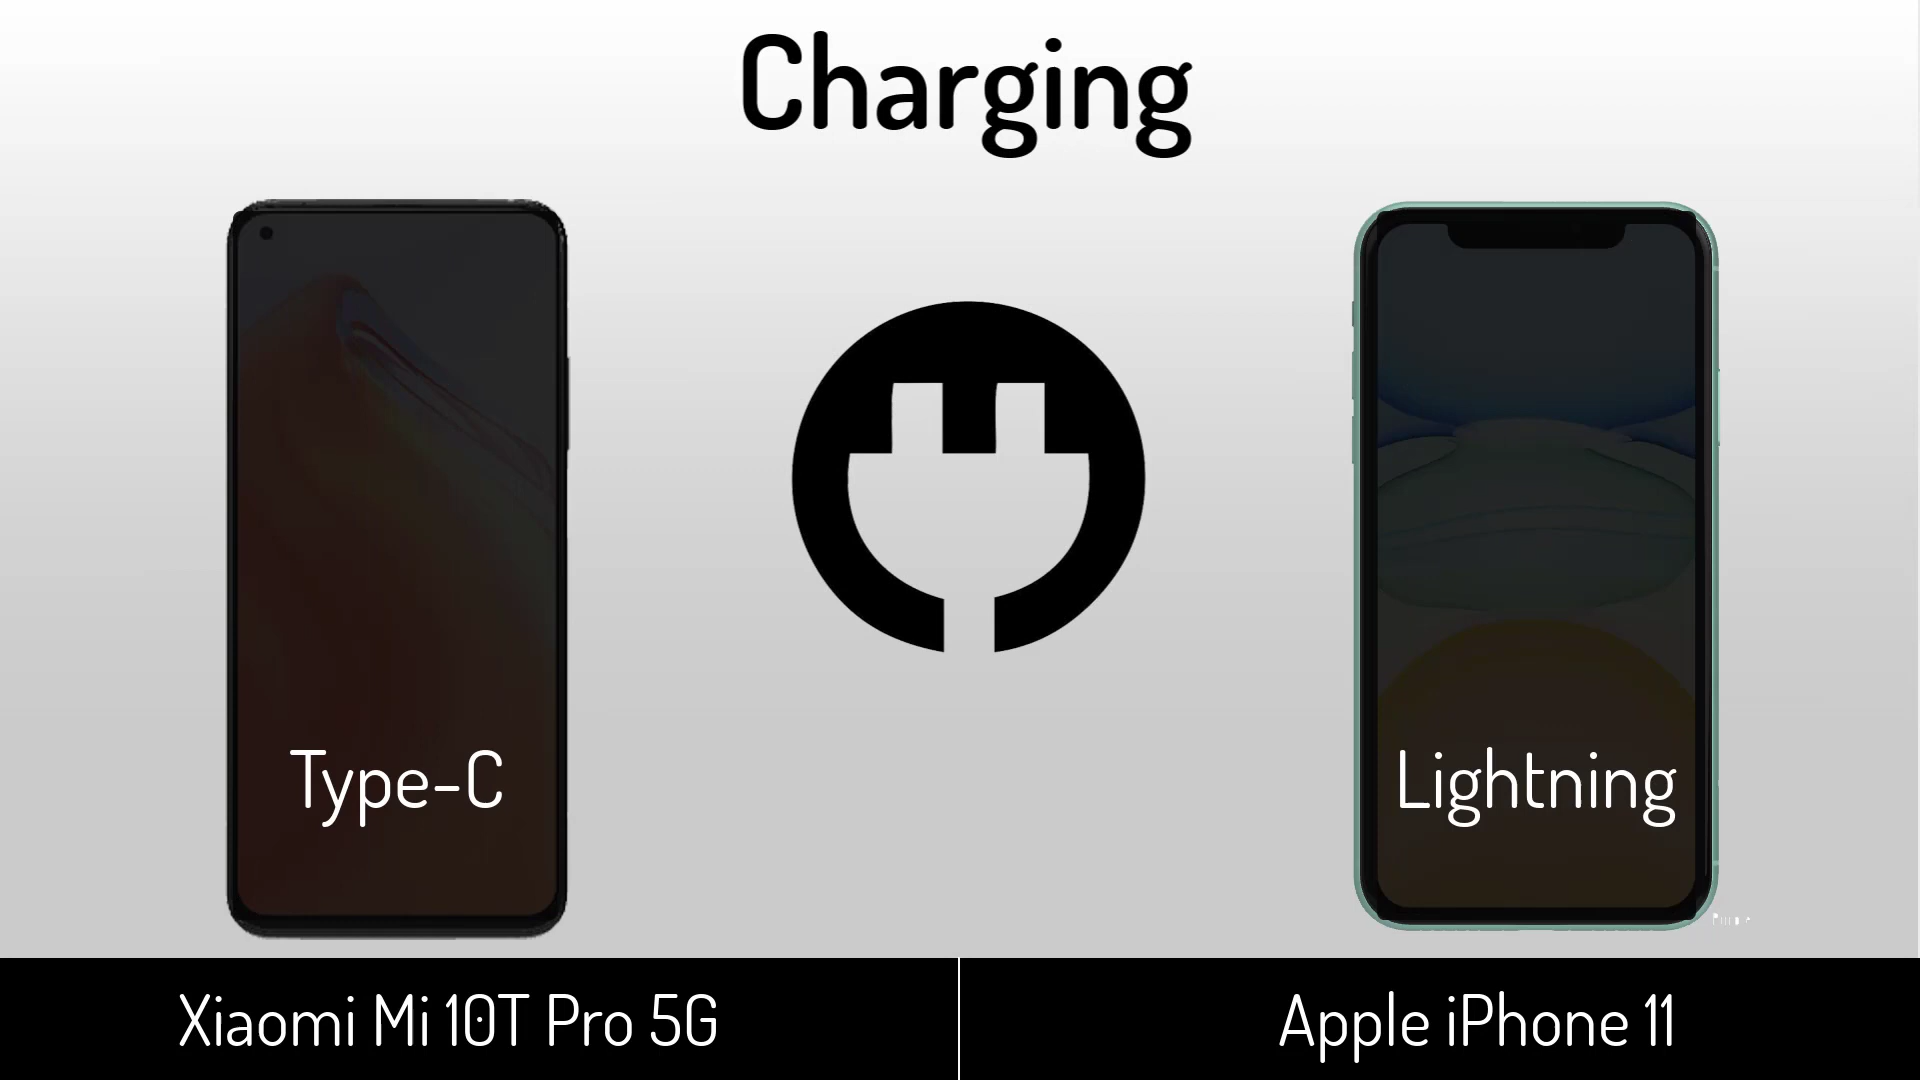 Charging
Type-C
Lightning
Xiaomi Mi 10T Pro 5G
Apple iPhone 11